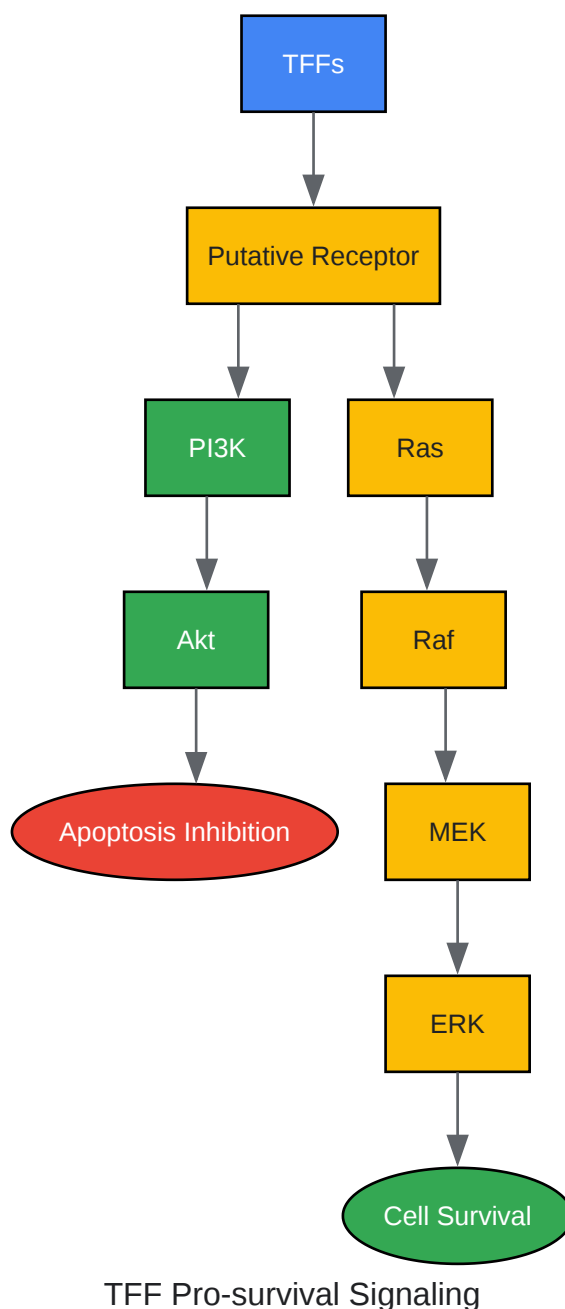 TFFs
Putative Receptor
PI3K
Ras
Akt
Raf
Apoptosis Inhibition
MEK
ERK
Cell Survival
TFF Pro-survival Signaling